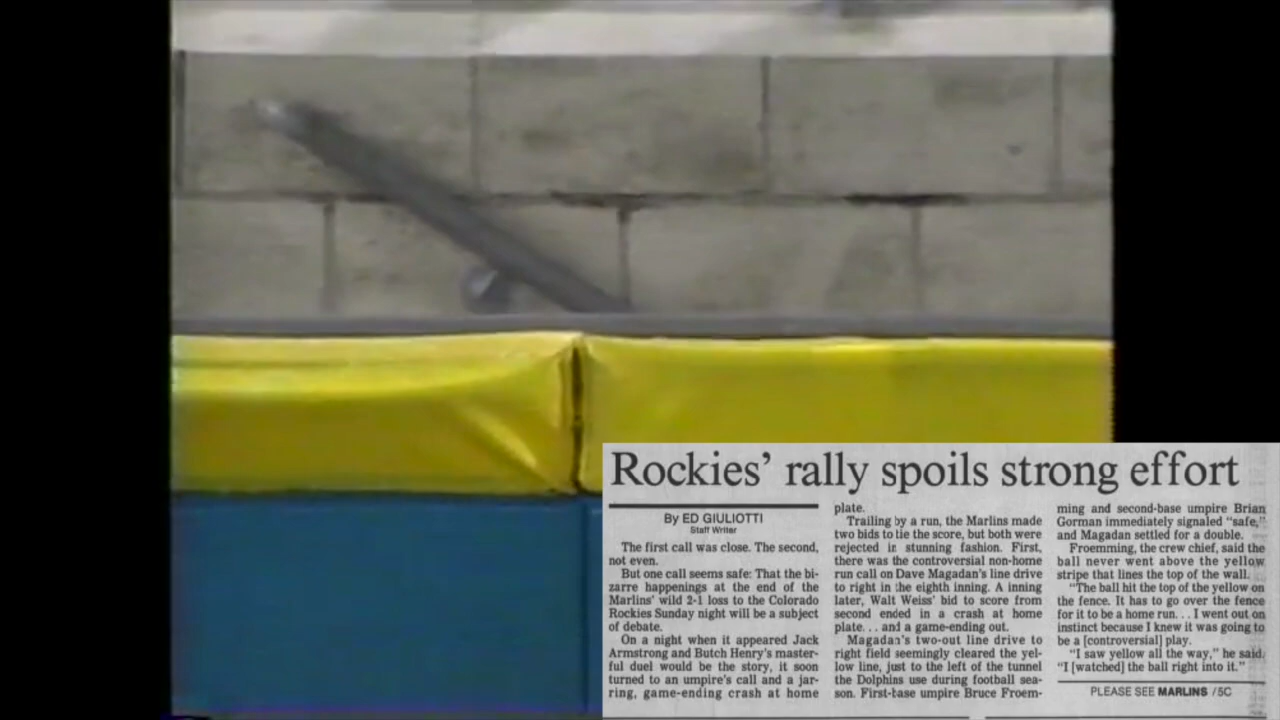 Rockies' rally spoils strong effort
By ED GIULIOTTI
Staff Writer
The first call was close. The second,
not even.
But one call seems safe: That the bi-
zarre happenings at the end of the
Marlins' wild 2-1 loss to the Colorado
Rockies Sunday night will be a subject
of debate.
On a night when it appeared Jack
Armstrong and Butch Henry's master-
ful duel would be the story, it soon
turned to an umpire's call and a jar-
ring, game-ending crash at home
plate.
Trailing by a run, the Marlins made
two bids to tie the score, but both were
rejected in stunning fashion. First,
there was the controversial non-home
run call on Dave Magadan's line drive
to right in the eighth inning. A inning
later, Walt Weiss' bid to score from
second ended in a crash at home
plate. . . and a game-ending out.
Magadan's two-out line drive to
right field seemingly cleared the yel-
low line, just to the left of the tunnel
the Dolphins use during football sea-
son. First-base umpire Bruce Froem-
ming and second-base umpire Brian
Gorman immediately signaled "safe,"
and Magadan settled for a double.
Froemming, the crew chief, said the
ball never went above the yellow
stripe that lines the top of the wall.
"The ball hit the top of the yellow on
the fence. It has to go over the fence
for it to be a home run. . . I went out on
instinct because I knew it was going to
be a [controversial] play.
"I saw yellow all the way," he said.
"I [watched] the ball right into it."
PLEASE SEE MARLINS /5C